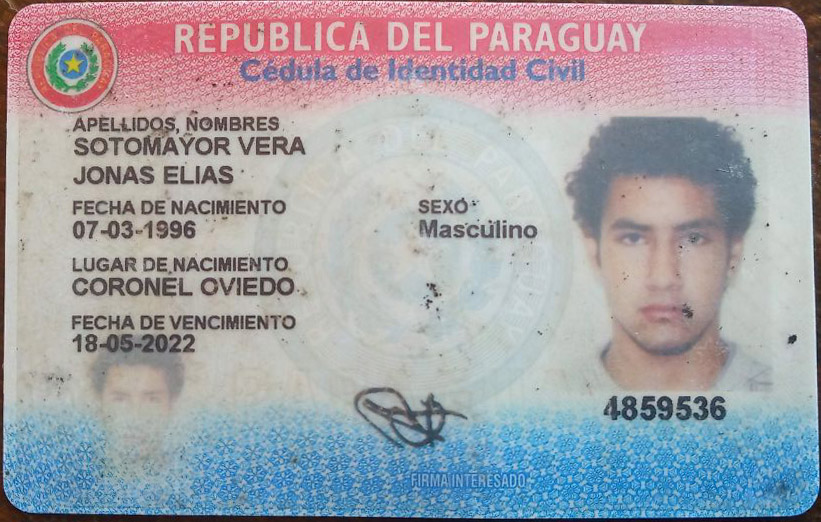 REPUBLICA DEL PARAGUAY
Cédula de Identidad Civil
APELLIDOS, NOMBRES
SOTOMAYOR VERA
JONAS ELIAS
FECHA DE NACIMIENTO
07-03-1996
SEXO
Masculino
LUGAR DE NACIMIENTO
CORONEL OVIEDO
FECHA DE VENCIMIENTO
18-05-2022
4859536
FIRMA INTERESADO